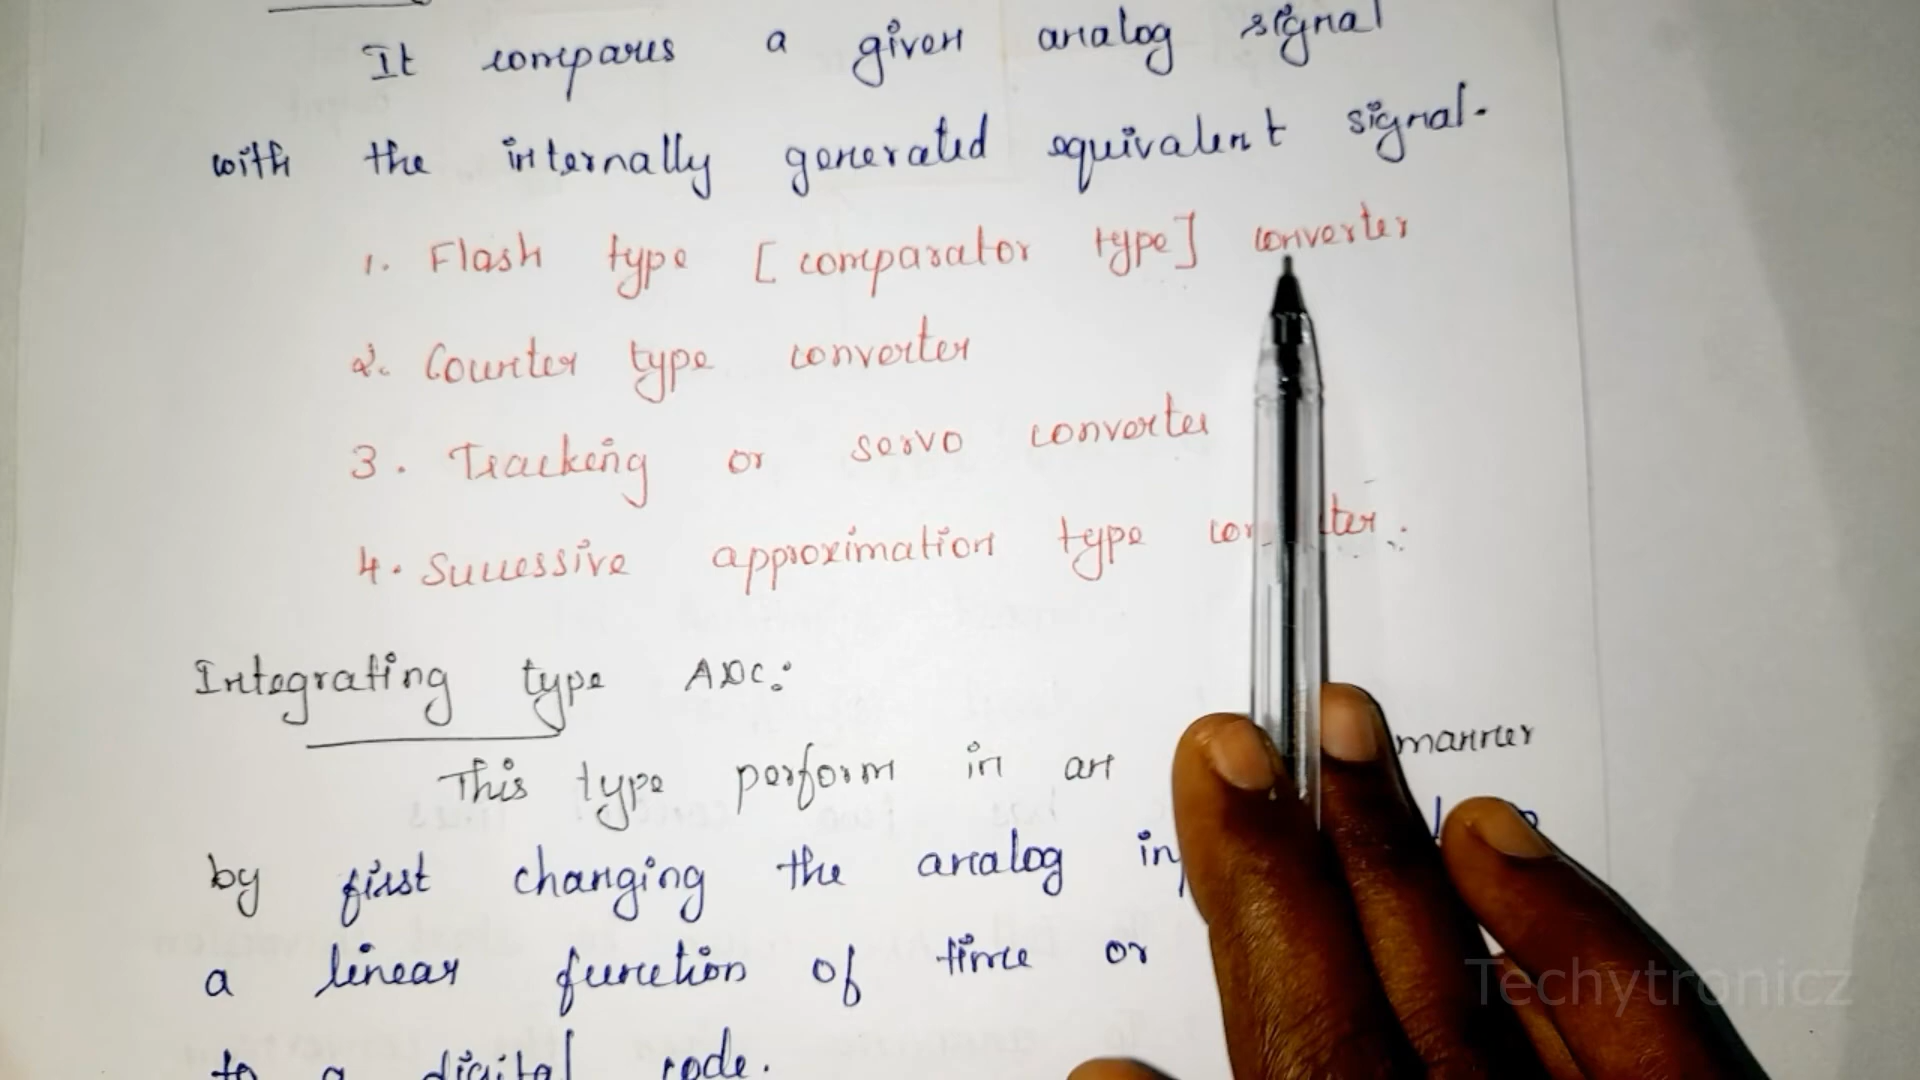 It compares a given analog signal
with the internally generated equivalent signal.
1. Flash type [comparator type] converter
2. Counter type converter
3. Tracking or servo converter
4. Successive approximation type
Integrating type ADC:
This type perform in an manner
by first changing the analog
a linear function of time or
to a digital code.
Techytronicz